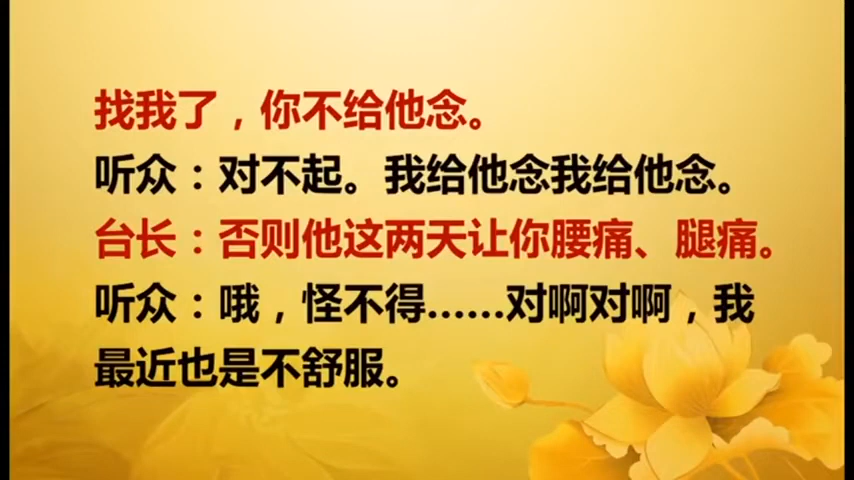 找我了，你不给他念。
听众：对不起。我给他念我给他念。
台长：否则他这两天让你腰痛、腿痛。
听众：哦，怪不得……对啊对啊，我
最近也是不舒服。